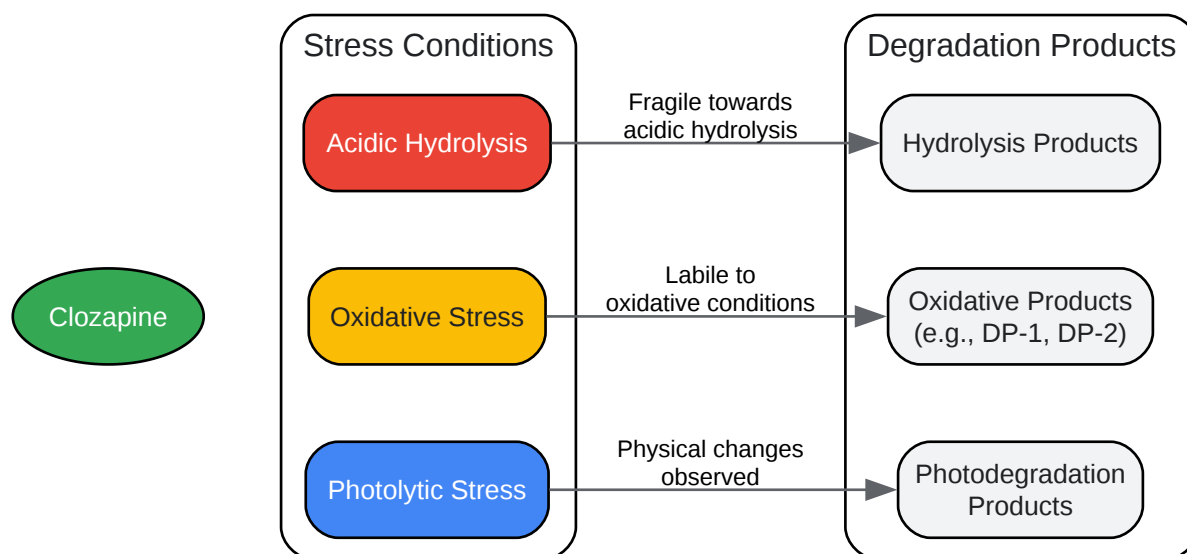 Stress Conditions
Degradation Products
Fragile towards
acidic hydrolysis
Acidic Hydrolysis
Hydrolysis Products
Clozapine
Labile to
oxidative conditions
Oxidative Stress
Oxidative Products
(e.g., DP-1, DP-2)
Physical changes
observed
Photolytic Stress
Photodegradation
Products